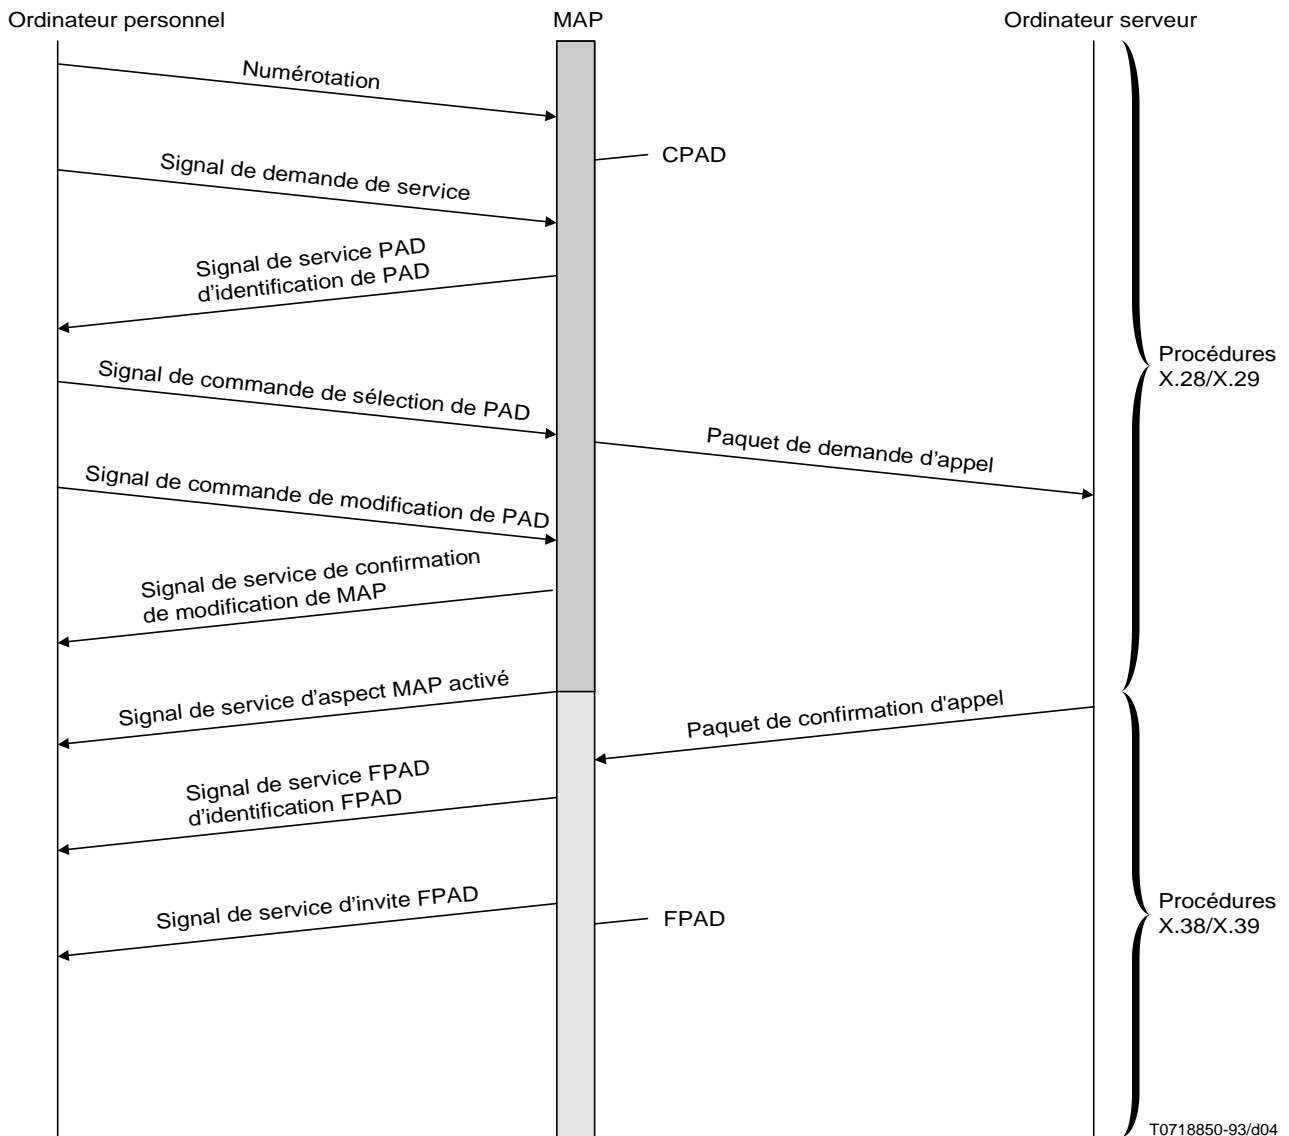 Ordinateur personnel
MAP
Ordinateur serveur
Numérotation
CPAD
Signal de demande de service
Signal de service PAD
d'identification de PAD
Procédures
X.28/X.29
Signal de commande de sélection de PAD
Paquet de demande d'appel
Signal de commande de modification de PAD
Signal de service de confirmation
de modification de MAP
Signal de service d'aspect MAP activé
Paquet de confirmation d'appel
Signal de service FPAD
d'identification FPAD
Signal de service d'invite FPAD
FPAD
Procédures
X.38/X.39
T0718850-93/d04